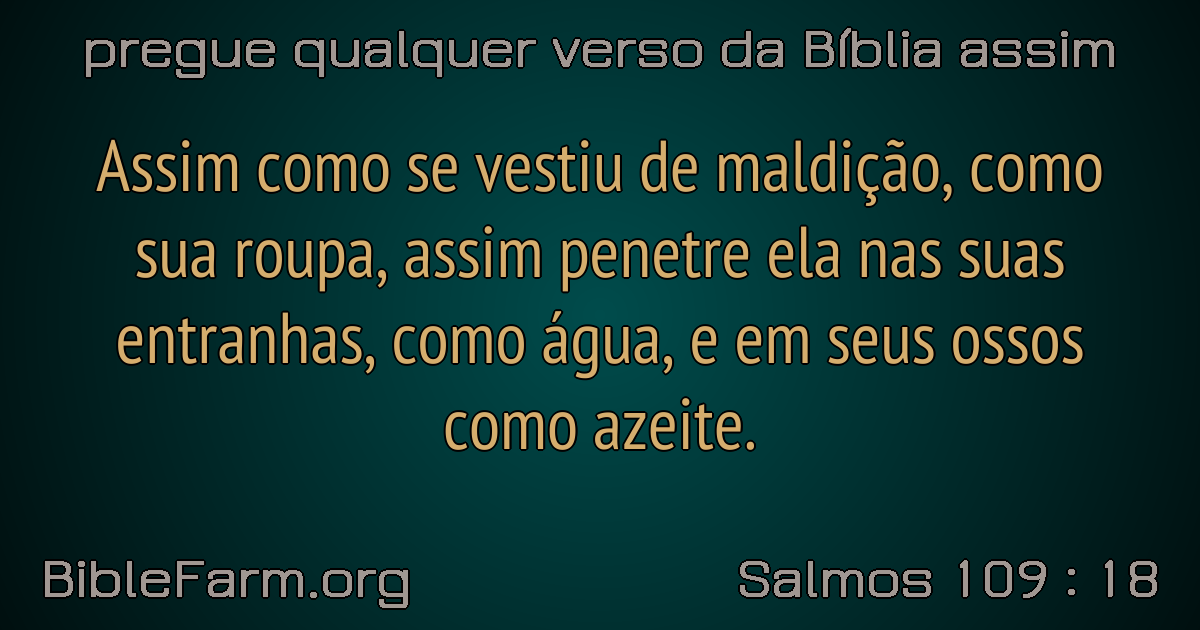 pregue qualquer verso da Bíblia assim
Assim como se vestiu de maldição, como
sua roupa, assim penetre ela nas suas
entranhas, como água, e em seus ossos
como azeite.
BibleFarm.org
Salmos 109 : 18